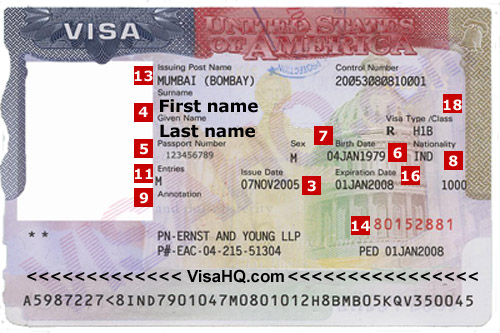 VISA UNITED STATES OF AMERICA
Issuing Post Name Control Number
13 MUMBAI (BOMBAY) 20053080810001
Surname
4 First name 18
Given Name Visa Type /Class
Last name 7 R H1B
5 Passport Number Sex Birth Date Nationality
123456789 M 04JAN1979 6 IND 8
11 Entries Issue Date Expiration Date 16
M 07NOV2005 3 01JAN2008 1000
9 Annotation
14 80152881
** PN-ERNST AND YOUNG LLP
P#-EAC-04-215-51304 PED 01JAN2008
<<<<<<<<<<<<< VisaHQ.com <<<<<<<<<<<<<<<<
A5987227<8IND7901047M0801012H8BMBO5KQV350045